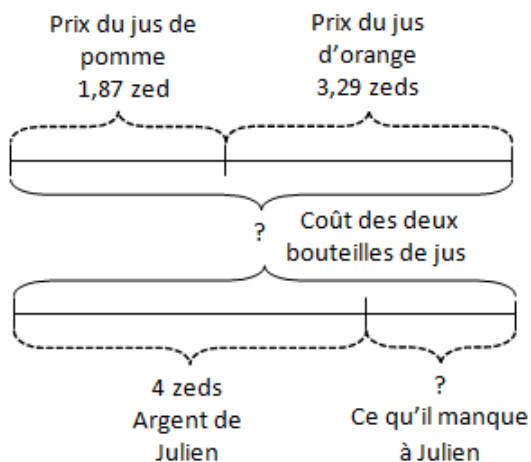 Prix du jus de
pomme
1,87 zed
Prix du jus
d'orange
3,29 zeds
? Coût des deux
bouteilles de jus
4 zeds
Argent de
Julien
?
Ce qu'il manque
à Julien